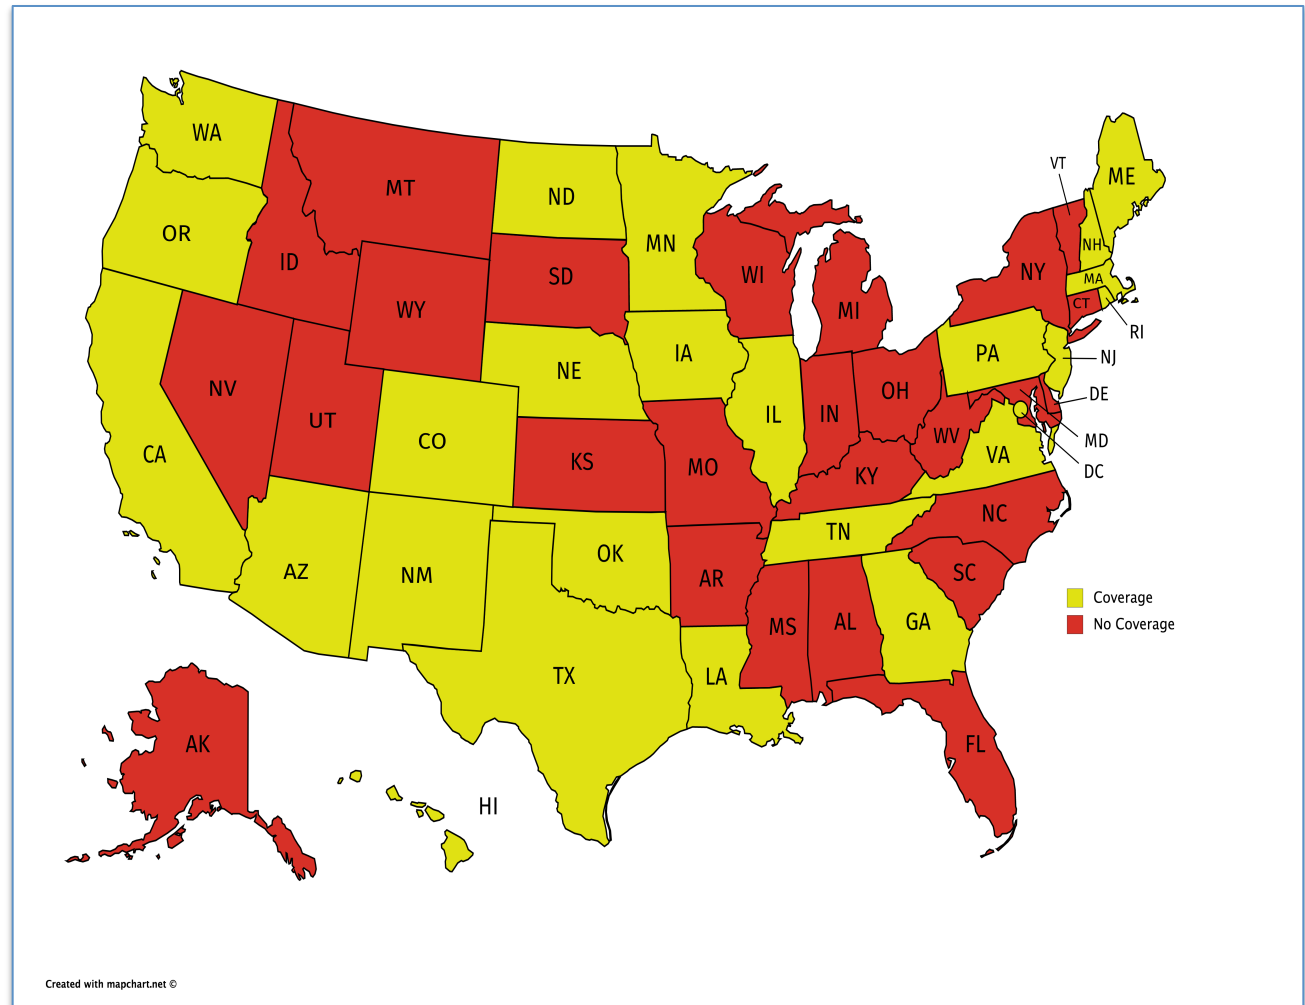 WA
MT
ND
MN
OR
ID
SD
WI
MI
VT
ME
NH
NY
MA
CT
RI
WY
NE
IA
PA
NJ
NV
UT
CO
IL
IN
OH
DE
MD
DC
CA
KS
MO
KY
WV
VA
AZ
NM
OK
AR
TN
NC
SC
MS
AL
GA
Coverage
No Coverage
TX
LA
FL
AK
HI
Created with mapchart.net ©